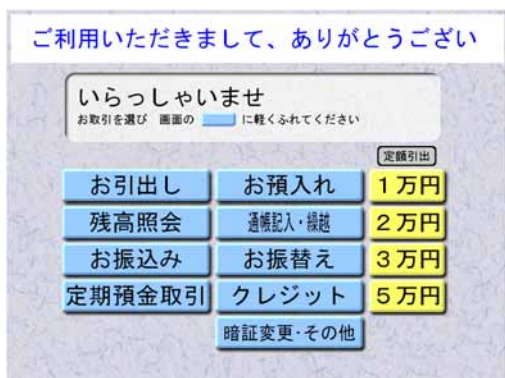 ご利用いただきまして、ありがとうござい
いらっしゃいませ
お取引を選び 画面の に軽くふれてください
定額引出
お引出し お預入れ 1万円
残高照会 通帳記入・繰越 2万円
お振込み お振替え 3万円
定期預金取引 クレジット 5万円
暗証変更・その他